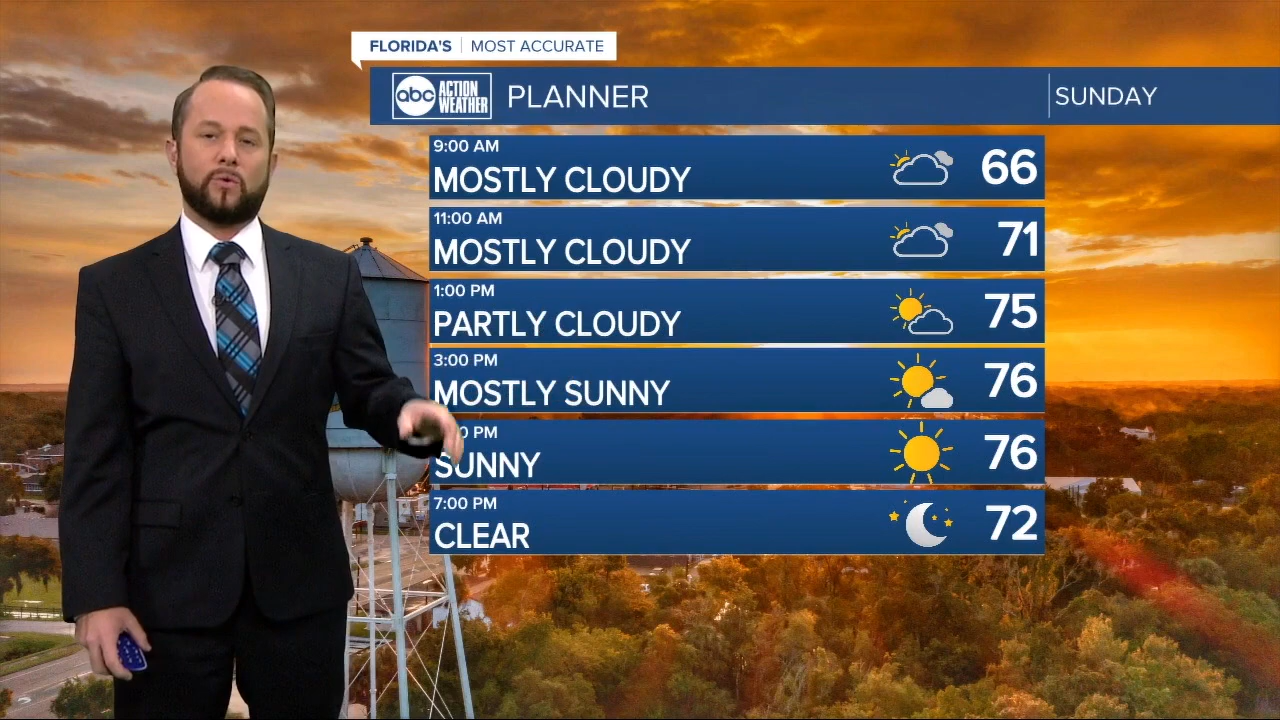 FLORIDA'S MOST ACCURATE
abc ACTION WEATHER PLANNER SUNDAY
9:00 AM
MOSTLY CLOUDY 66
11:00 AM
MOSTLY CLOUDY 71
1:00 PM
PARTLY CLOUDY 75
3:00 PM
MOSTLY SUNNY 76
0 PM
SUNNY 76
7:00 PM
CLEAR 72